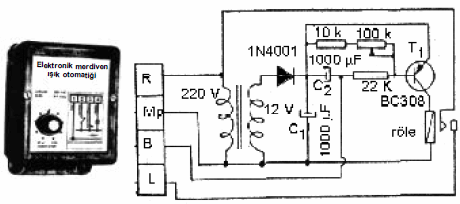 Elektronik merdiven
ışık otomatiği
R
Mp
B
L
220 V
12 V
1N4001
10 k
100 k
1000 µF
C2
22 K
C1
1000 µF
T1
BC308
röle